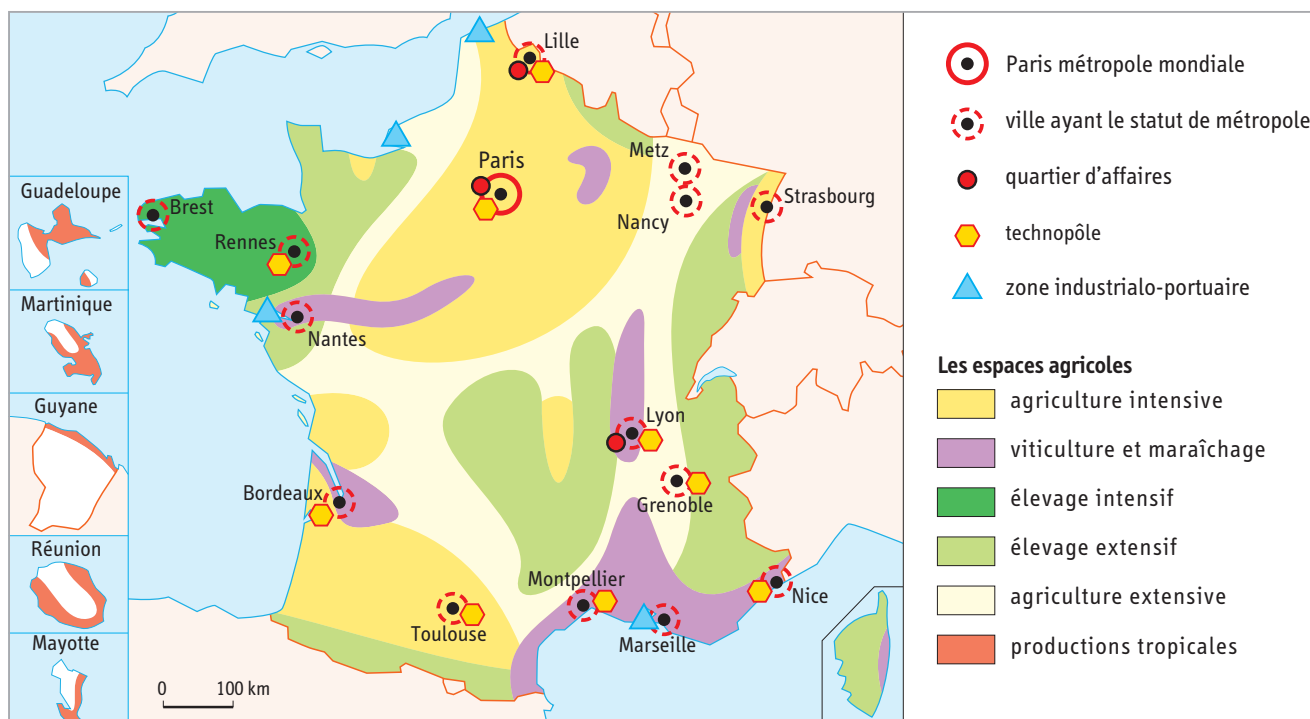 Lille
Paris
Metz
Nancy
Strasbourg
Brest
Rennes
Nantes
Lyon
Grenoble
Bordeaux
Toulouse
Montpellier
Marseille
Nice
0 100 km
Guadeloupe
Martinique
Guyane
Réunion
Mayotte
Paris métropole mondiale
ville ayant le statut de métropole
quartier d'affaires
technopôle
zone industrialo-portuaire
Les espaces agricoles
agriculture intensive
viticulture et maraîchage
élevage intensif
élevage extensif
agriculture extensive
productions tropicales